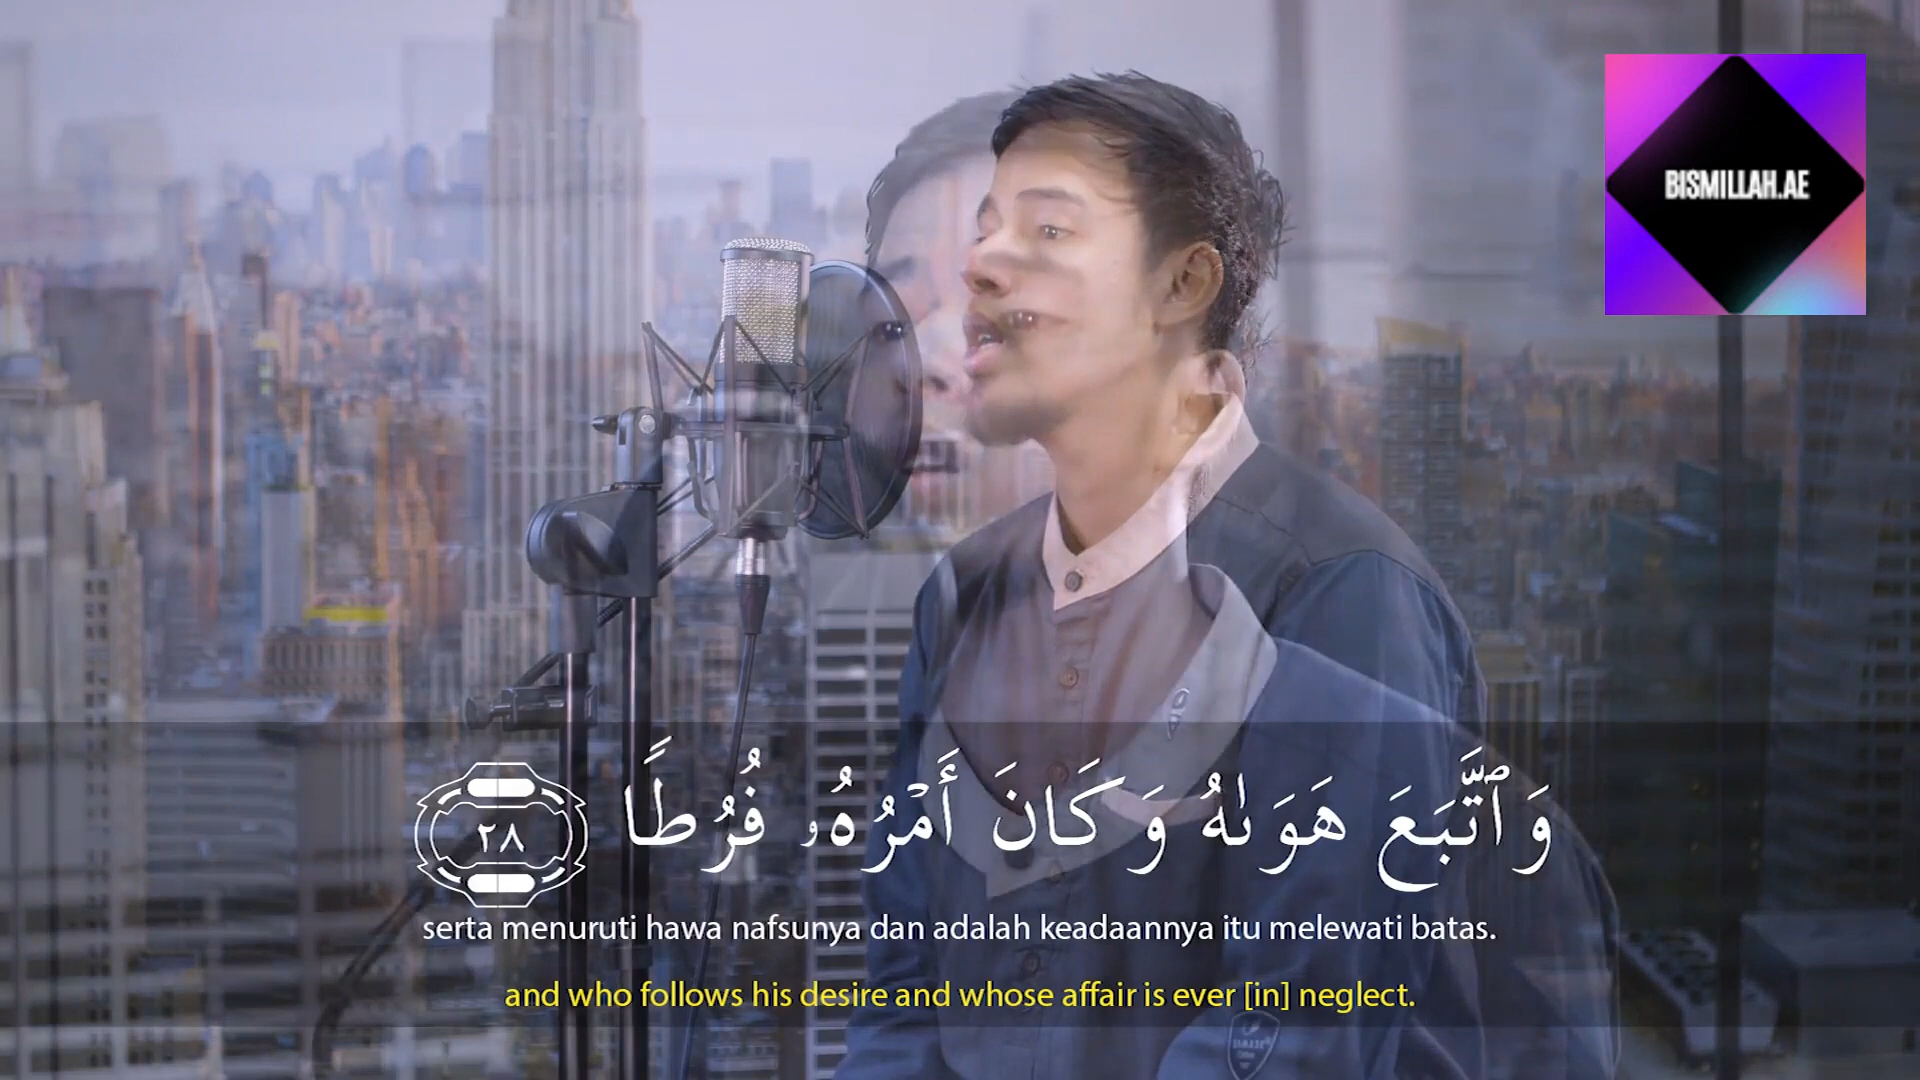 BISMILLAH.AE
وَٱتَّبَعَ هَوَىٰهُ وَكَانَ أَمْرُهُۥ فُرُطًا ٢٨
serta menuruti hawa nafsunya dan adalah keadaannya itu melewati batas.
and who follows his desire and whose affair is ever [in] neglect.